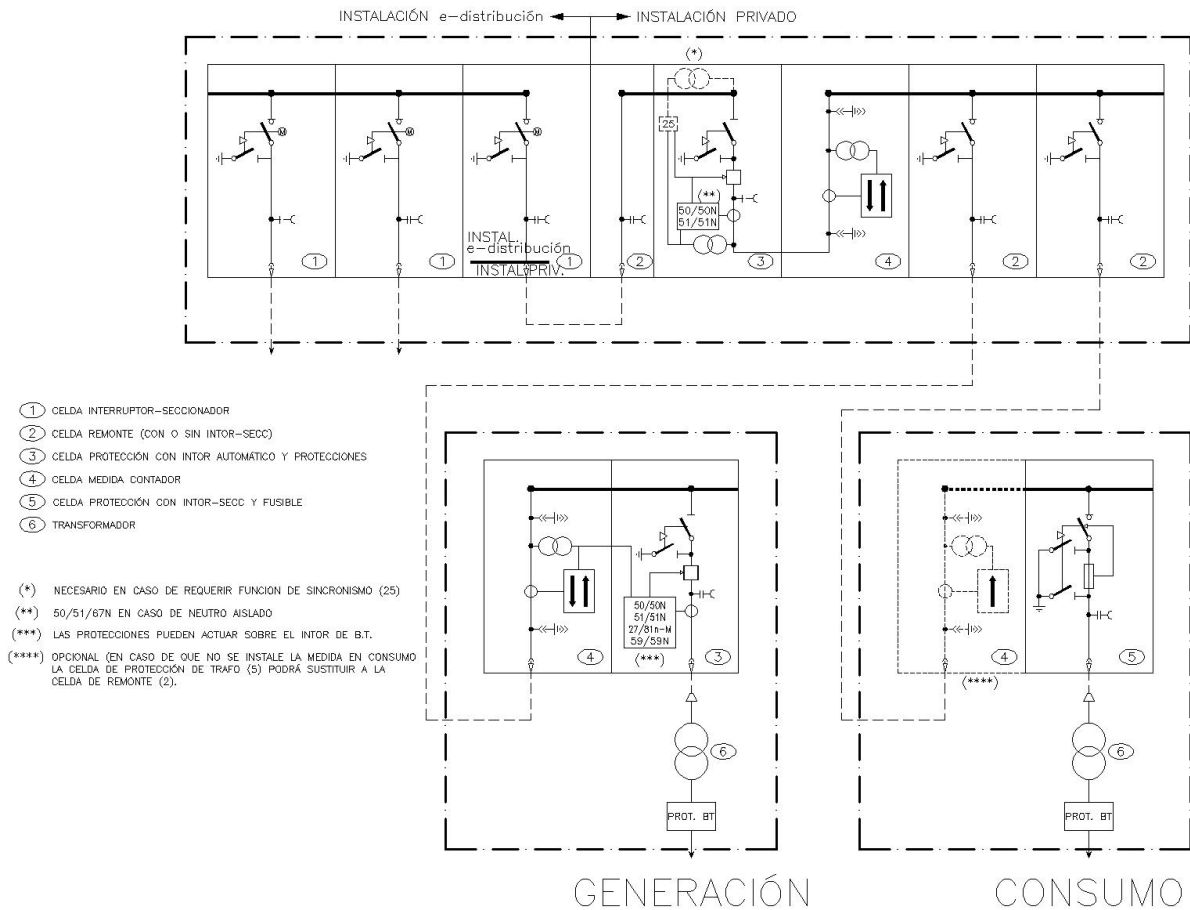 INSTALACIÓN e-distribución INSTALACIÓN PRIVADO
(*)
M
M
M
25
(**)
50/50N
51/51N
INSTAL.
e-distribución
INSTAL.PRIV.
1
1
1
2
3
4
2
2
1 CELDA INTERRUPTOR-SECCIONADOR
2 CELDA REMONTE (CON O SIN INTOR-SECC)
3 CELDA PROTECCIÓN CON INTOR AUTOMÁTICO Y PROTECCIONES
4 CELDA MEDIDA CONTADOR
5 CELDA PROTECCIÓN CON INTOR-SECC Y FUSIBLE
6 TRANSFORMADOR
(*) NECESARIO EN CASO DE REQUERIR FUNCION DE SINCRONISMO (25)
(**) 50/51/67N EN CASO DE NEUTRO AISLADO
(***) LAS PROTECCIONES PUEDEN ACTUAR SOBRE EL INTOR DE B.T.
(****) OPCIONAL (EN CASO DE QUE NO SE INSTALE LA MEDIDA EN CONSUMO
LA CELDA DE PROTECCIÓN DE TRAFO (5) PODRÁ SUSTITUIR A LA
CELDA DE REMONTE (2).
50/50N
51/51N
27/81m-M
59/59N
(***)
4
3
6
PROT. BT
GENERACIÓN
4
(****)
5
6
PROT. BT
CONSUMO